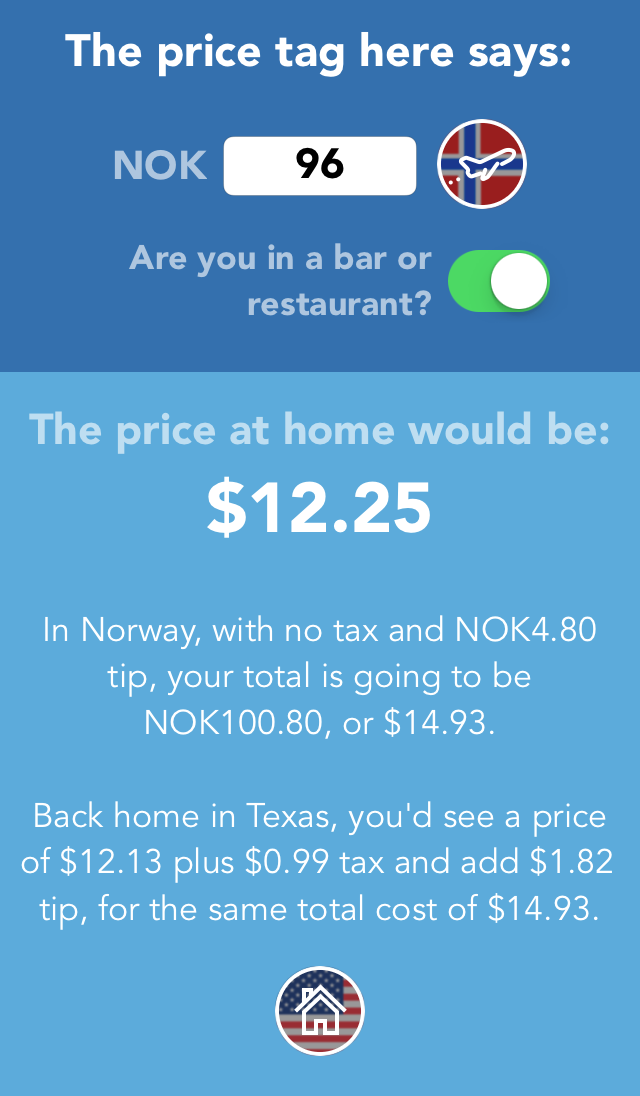 The price tag here says:
NOK 96
Are you in a bar or
restaurant?
The price at home would be:
$12.25
In Norway, with no tax and NOK4.80
tip, your total is going to be
NOK100.80, or $14.93.
Back home in Texas, you'd see a price
of $12.13 plus $0.99 tax and add $1.82
tip, for the same total cost of $14.93.